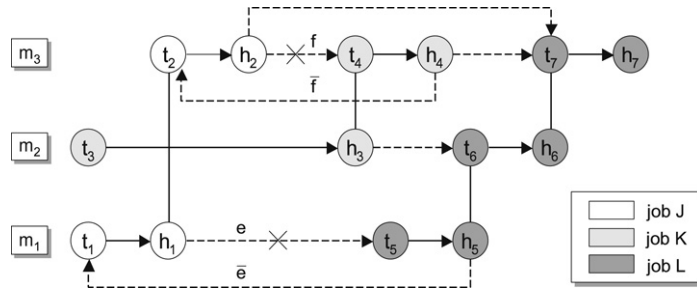 m3 t2 h2 f t4 h4 t7 h7
f̅
m2 t3 h3 t6 h6
m1 t1 h1 e t5 h5
e̅
job J
job K
job L